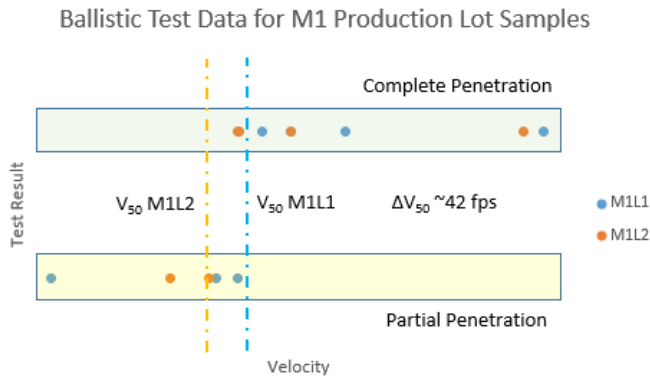 Ballistic Test Data for M1 Production Lot Samples
Complete Penetration
Test Result
V₅₀ M1L2
V₅₀ M1L1
ΔV₅₀ ~42 fps
M1L1
M1L2
Partial Penetration
Velocity